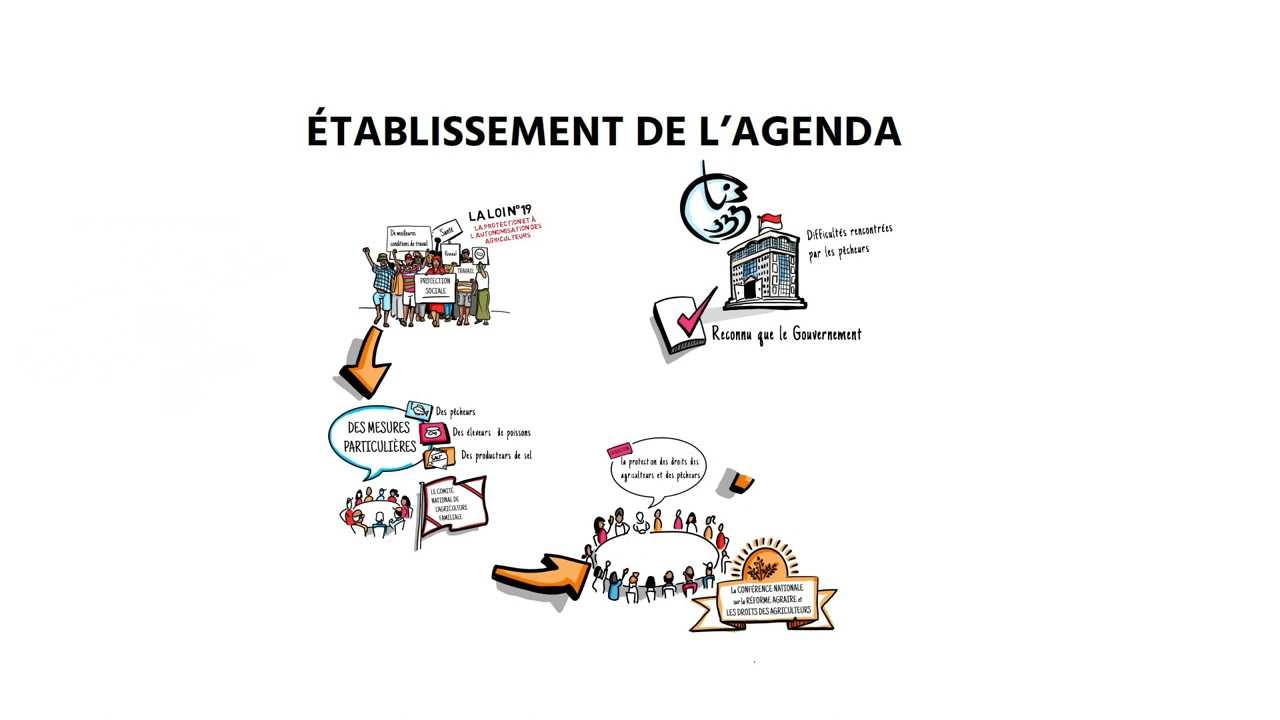 ÉTABLISSEMENT DE L'AGENDA
LA LOI N°19
LA PROTECTION ET À
L'AUTONOMISATION DES
AGRICULTEURS
De meilleures
conditions de travail
Santé
TRAVAIL
PROTECTION
SOCIALE
Difficultés rencontrées
par les pêcheurs
Reconnu que le Gouvernement
DES MESURES
PARTICULIÈRES
Des pêcheurs
Des éleveurs de poissons
Des producteurs de sel
LE COMITÉ
NATIONAL DE
L'AGRICULTURE
FAMILIALE
la protection des droits des
agriculteurs et des pêcheurs
La CONFÉRENCE NATIONALE
sur la RÉFORME AGRAIRE et
LES DROITS DES AGRICULTEURS